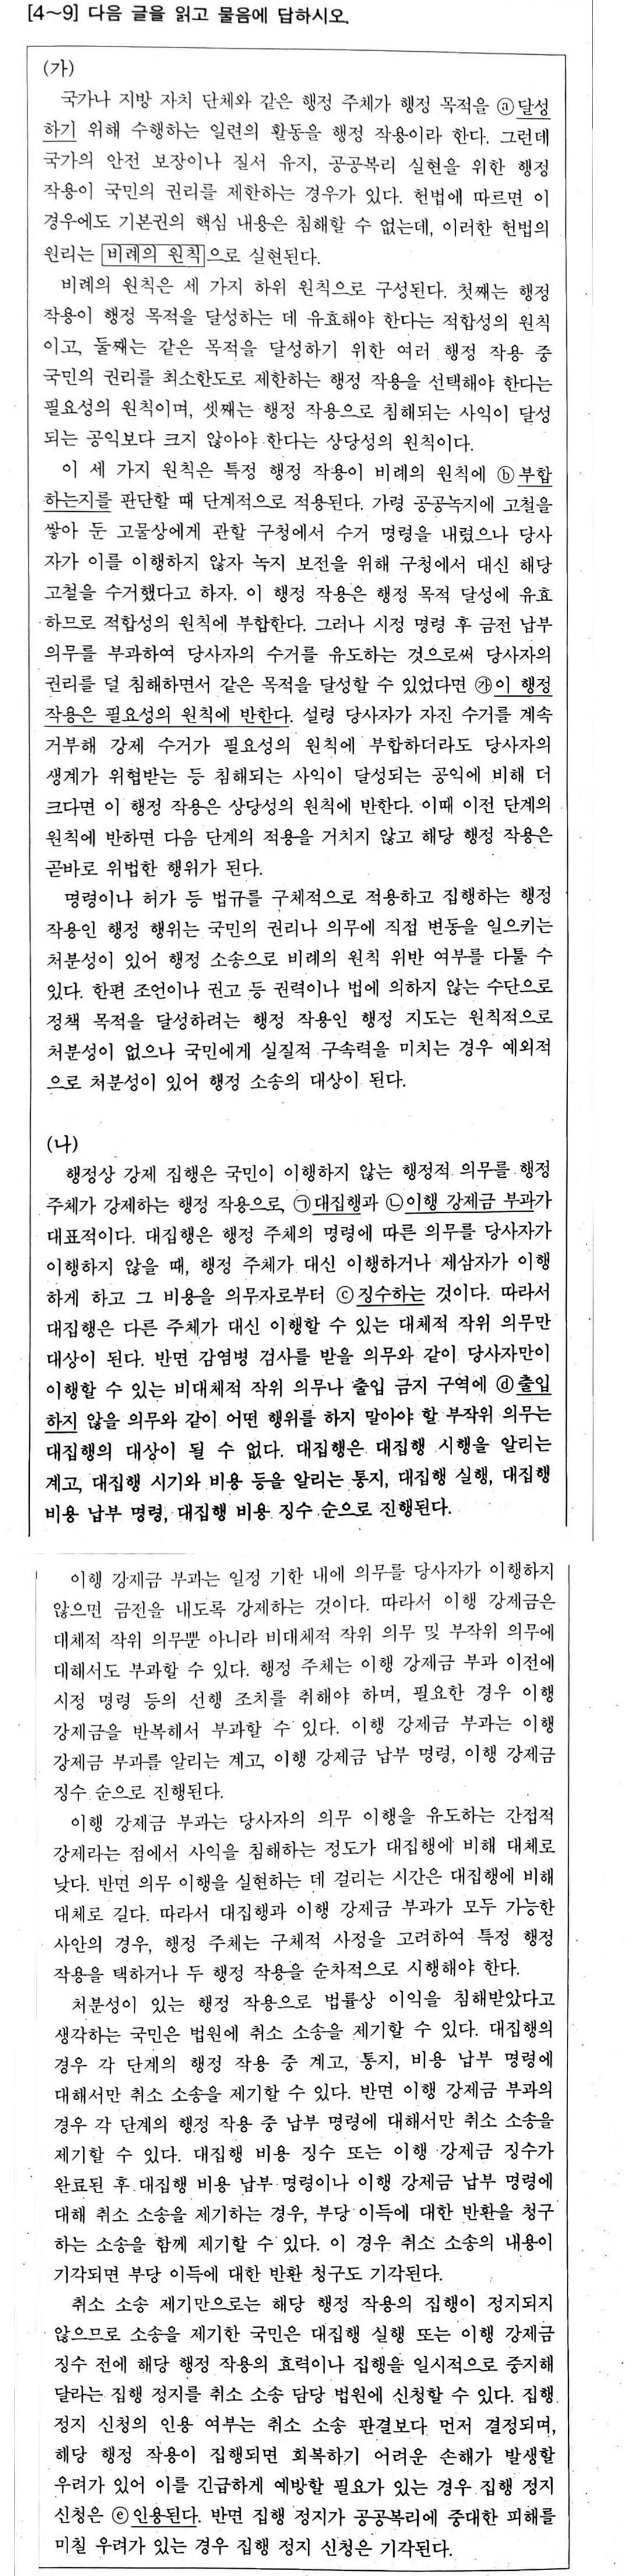 [4~9] 다음 글을 읽고 물음에 답하시오.
(가)
국가나 지방 자치 단체와 같은 행정 주체가 행정 목적을 ⓐ달성
하기 위해 수행하는 일련의 활동을 행정 작용이라 한다. 그런데
국가의 안전 보장이나 질서 유지, 공공복리 실현을 위한 행정
작용이 국민의 권리를 제한하는 경우가 있다. 헌법에 따르면 이
경우에도 기본권의 핵심 내용은 침해할 수 없는데, 이러한 헌법의
원리는 비례의 원칙으로 실현된다.
비례의 원칙은 세 가지 하위 원칙으로 구성된다. 첫째는 행정
작용이 행정 목적을 달성하는 데 유효해야 한다는 적합성의 원칙
이고, 둘째는 같은 목적을 달성하기 위한 여러 행정 작용 중
국민의 권리를 최소한도로 제한하는 행정 작용을 선택해야 한다는
필요성의 원칙이며, 셋째는 행정 작용으로 침해되는 사익이 달성
되는 공익보다 크지 않아야 한다는 상당성의 원칙이다.
이 세 가지 원칙은 특정 행정 작용이 비례의 원칙에 ⓑ부합
하는지를 판단할 때 단계적으로 적용된다. 가령 공공녹지에 고철을
쌓아 둔 고물상에게 관할 구청에서 수거 명령을 내렸으나 당사
자가 이를 이행하지 않자 녹지 보전을 위해 구청에서 대신 해당
고철을 수거했다고 하자. 이 행정 작용은 행정 목적 달성에 유효
하므로 적합성의 원칙에 부합한다. 그러나 시정 명령 후 금전 납부
의무를 부과하여 당사자의 수거를 유도하는 것으로써 당사자의
권리를 덜 침해하면서 같은 목적을 달성할 수 있었다면 ㉮이 행정
작용은 필요성의 원칙에 반한다. 설령 당사자가 자진 수거를 계속
거부해 강제 수거가 필요성의 원칙에 부합하더라도 당사자의
생계가 위협받는 등 침해되는 사익이 달성되는 공익에 비해 더
크다면 이 행정 작용은 상당성의 원칙에 반한다. 이때 이전 단계의
원칙에 반하면 다음 단계의 적용을 거치지 않고 해당 행정 작용은
곧바로 위법한 행위가 된다.
명령이나 허가 등 법규를 구체적으로 적용하고 집행하는 행정
작용인 행정 행위는 국민의 권리나 의무에 직접 변동을 일으키는
처분성이 있어 행정 소송으로 비례의 원칙 위반 여부를 다툴 수
있다. 한편 조언이나 권고 등 권력이나 법에 의하지 않는 수단으로
정책 목적을 달성하려는 행정 작용인 행정 지도는 원칙적으로
처분성이 없으나 국민에게 실질적 구속력을 미치는 경우 예외적
으로 처분성이 있어 행정 소송의 대상이 된다.
(나)
행정상 강제 집행은 국민이 이행하지 않는 행정적 의무를 행정
주체가 강제하는 행정 작용으로, ㉠대집행과 ㉡이행 강제금 부과가
대표적이다. 대집행은 행정 주체의 명령에 따른 의무를 당사자가
이행하지 않을 때, 행정 주체가 대신 이행하거나 제삼자가 이행
하게 하고 그 비용을 의무자로부터 ⓒ징수하는 것이다. 따라서
대집행은 다른 주체가 대신 이행할 수 있는 대체적 작위 의무만
대상이 된다. 반면 감염병 검사를 받을 의무와 같이 당사자만이
이행할 수 있는 비대체적 작위 의무나 출입 금지 구역에 ⓓ출입
하지 않을 의무와 같이 어떤 행위를 하지 말아야 할 부작위 의무는
대집행의 대상이 될 수 없다. 대집행은 대집행 시행을 알리는
계고, 대집행 시기와 비용 등을 알리는 통지, 대집행 실행, 대집행
비용 납부 명령, 대집행 비용 징수 순으로 진행된다.
이행 강제금 부과는 일정 기한 내에 의무를 당사자가 이행하지
않으면 금전을 내도록 강제하는 것이다. 따라서 이행 강제금은
대체적 작위 의무뿐 아니라 비대체적 작위 의무 및 부작위 의무에
대해서도 부과할 수 있다. 행정 주체는 이행 강제금 부과 이전에
시정 명령 등의 선행 조치를 취해야 하며, 필요한 경우 이행
강제금을 반복해서 부과할 수 있다. 이행 강제금 부과는 이행
강제금 부과를 알리는 계고, 이행 강제금 납부 명령, 이행 강제금
징수 순으로 진행된다.
이행 강제금 부과는 당사자의 의무 이행을 유도하는 간접적
강제라는 점에서 사익을 침해하는 정도가 대집행에 비해 대체로
낮다. 반면 의무 이행을 실현하는 데 걸리는 시간은 대집행에 비해
대체로 길다. 따라서 대집행과 이행 강제금 부과가 모두 가능한
사안의 경우, 행정 주체는 구체적 사정을 고려하여 특정 행정
작용을 택하거나 두 행정 작용을 순차적으로 시행해야 한다.
처분성이 있는 행정 작용으로 법률상 이익을 침해받았다고
생각하는 국민은 법원에 취소 소송을 제기할 수 있다. 대집행의
경우 각 단계의 행정 작용 중 계고, 통지, 비용 납부 명령에
대해서만 취소 소송을 제기할 수 있다. 반면 이행 강제금 부과의
경우 각 단계의 행정 작용 중 납부 명령에 대해서만 취소 소송을
제기할 수 있다. 대집행 비용 징수 또는 이행 강제금 징수가
완료된 후 대집행 비용 납부 명령이나 이행 강제금 납부 명령에
대해 취소 소송을 제기하는 경우, 부당 이득에 대한 반환을 청구
하는 소송을 함께 제기할 수 있다. 이 경우 취소 소송의 내용이
기각되면 부당 이득에 대한 반환 청구도 기각된다.
취소 소송 제기만으로는 해당 행정 작용의 집행이 정지되지
않으므로 소송을 제기한 국민은 대집행 실행 또는 이행 강제금
징수 전에 해당 행정 작용의 효력이나 집행을 일시적으로 중지해
달라는 집행 정지를 취소 소송 담당 법원에 신청할 수 있다. 집행
정지 신청의 인용 여부는 취소 소송 판결보다 먼저 결정되며,
해당 행정 작용이 집행되면 회복하기 어려운 손해가 발생할
우려가 있어 이를 긴급하게 예방할 필요가 있는 경우 집행 정지
신청은 ⓔ인용된다. 반면 집행 정지가 공공복리에 중대한 피해를
미칠 우려가 있는 경우 집행 정지 신청은 기각된다.